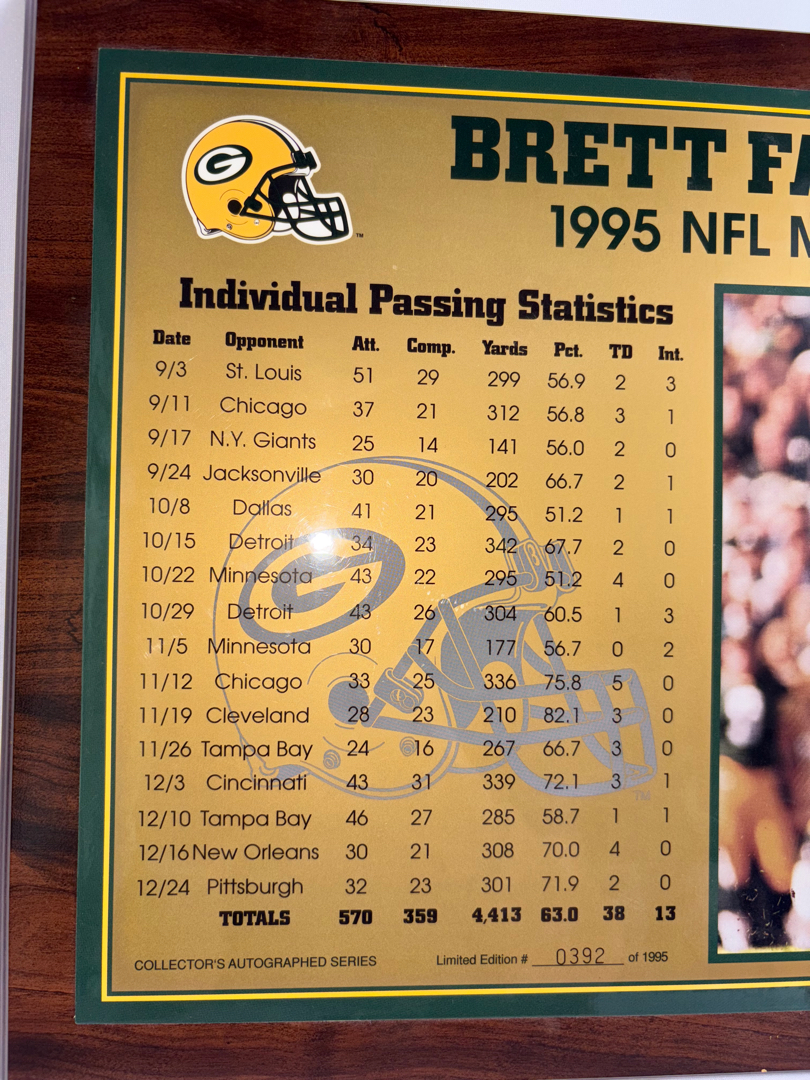 BRETT
1995 NFL
Individual Passing Statistics
Date Opponent Att. Comp. Yards Pct. TD Int.
9/3 St. Louis 51 29 299 56.9 2 3
9/11 Chicago 37 21 312 56.8 3 1
9/17 N.Y. Giants 25 14 141 56.0 2 0
9/24 Jacksonville 30 20 202 66.7 2 1
10/8 Dallas 41 21 295 51.2 1 1
10/15 Detroit 34 23 342 67.7 2 0
10/22 Minnesota 43 22 295 51.2 4 0
10/29 Detroit 43 26 304 60.5 1 3
11/5 Minnesota 30 17 177 56.7 0 2
11/12 Chicago 33 25 336 75.8 5 0
11/19 Cleveland 28 23 210 82.1 3 0
11/26 Tampa Bay 24 16 267 66.7 3 0
12/3 Cincinnati 43 31 339 72.1 3 1
12/10 Tampa Bay 46 27 285 58.7 1 1
12/16 New Orleans 30 21 308 70.0 4 0
12/24 Pittsburgh 32 23 301 71.9 2 0
TOTALS 570 359 4,413 63.0 38 13
COLLECTOR'S AUTOGRAPHED SERIES Limited Edition # 0392 of 1995